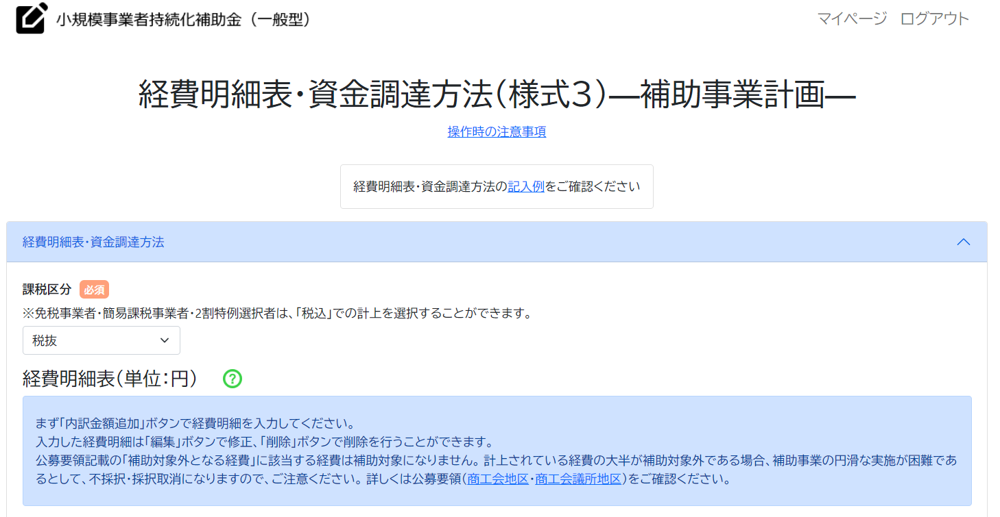 小規模事業者持続化補助金（一般型）
マイページ ログアウト
経費明細表・資金調達方法（様式３）―補助事業計画―
操作時の注意事項
経費明細表・資金調達方法の記入例をご確認ください
経費明細表・資金調達方法
課税区分 必須
※免税事業者・簡易課税事業者・2割特例選択者は、「税込」での計上を選択することができます。
税抜
経費明細表（単位：円） ?
まず「内訳金額追加」ボタンで経費明細を入力してください。
入力した経費明細は「編集」ボタンで修正、「削除」ボタンで削除を行うことができます。
公募要領記載の「補助対象外となる経費」に該当する経費は補助対象になりません。計上されている経費の大半が補助対象外である場合、補助事業の円滑な実施が困難であ
るとして、不採択・採択取消になりますので、ご注意ください。詳しくは公募要領（商工会地区・商工会議所地区）をご確認ください。